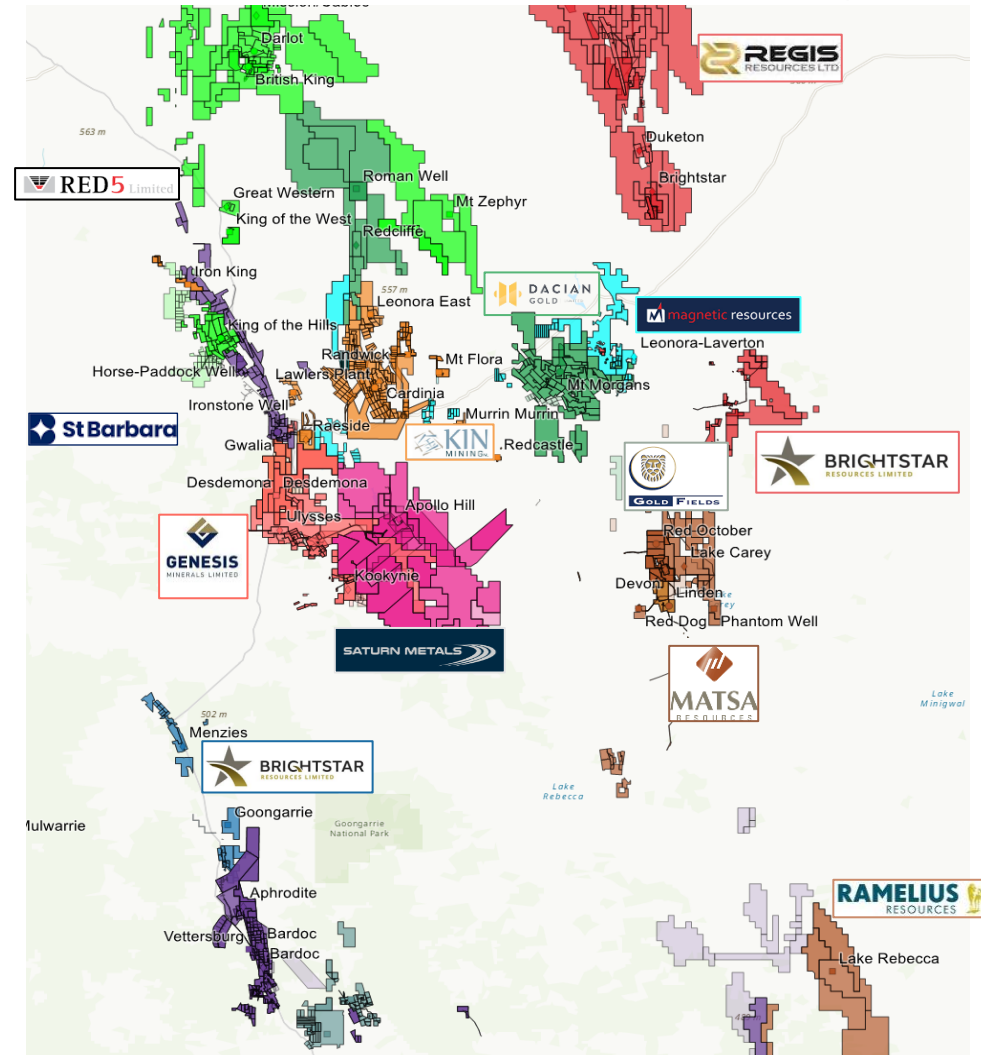 Mission/Cables
Darlot
British King
REGIS
RESOURCES LTD
563 m
Duketon
Brightstar
RED5 Limited
Roman Well
Great Western
Mt Zephyr
King of the West
Redcliffe
Iron King
557 m
Leonora East
DACIAN
GOLD
magnetic resources
Leonora-Laverton
King of the Hills
Randwick
Mt Flora
Horse-Paddock Well
Lawlers Plant
Cardinia
Mt Morgans
Ironstone Well
Murrin Murrin
StBarbara
Raeside
KIN
MINING
Gwalia
Redcastle
BRIGHTSTAR
RESOURCES LIMITED
GOLD FIELDS
Desdemona
Desdemona
Apollo Hill
Ulysses
Red October
GENESIS
MINERALS LIMITED
Lake Carey
Kookynie
Devon
Linden
Red Dog
Phantom Well
SATURN METALS
MATSA
RESOURCES
Lake
Minigwal
502 m
Menzies
BRIGHTSTAR
RESOURCES LIMITED
Lake
Rebecca
Goongarrie
Mulwarrie
Goongarrie
National Park
Aphrodite
RAMELIUS
RESOURCES
Vettersburg
Bardoc
Bardoc
Lake Rebecca